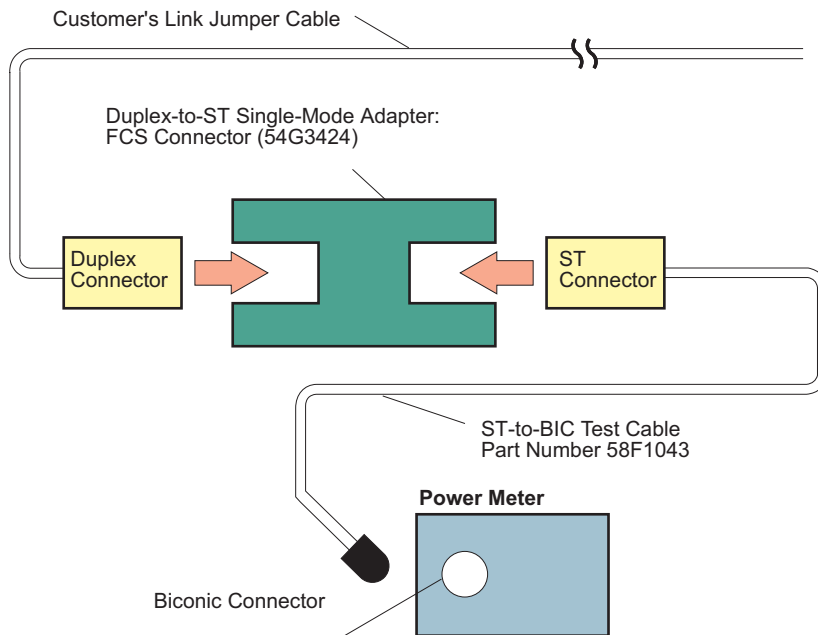 Customer's Link Jumper Cable
Duplex-to-ST Single-Mode Adapter:
FCS Connector (54G3424)
Duplex
Connector
ST
Connector
ST-to-BIC Test Cable
Part Number 58F1043
Power Meter
Biconic Connector